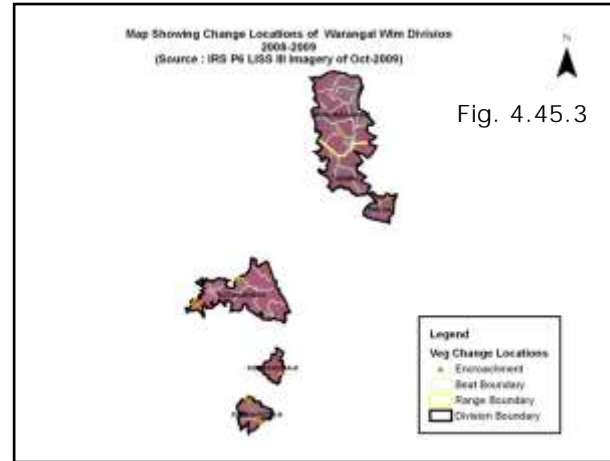 Map Showing Change Locations of Warangal Wlm Division
2008-2009
(Source : IRS P6 LISS III Imagery of Oct-2009)
N
Fig. 4.45.3
Legend
Veg Change Locations
Encroachment
Beat Boundary
Range Boundary
Division Boundary